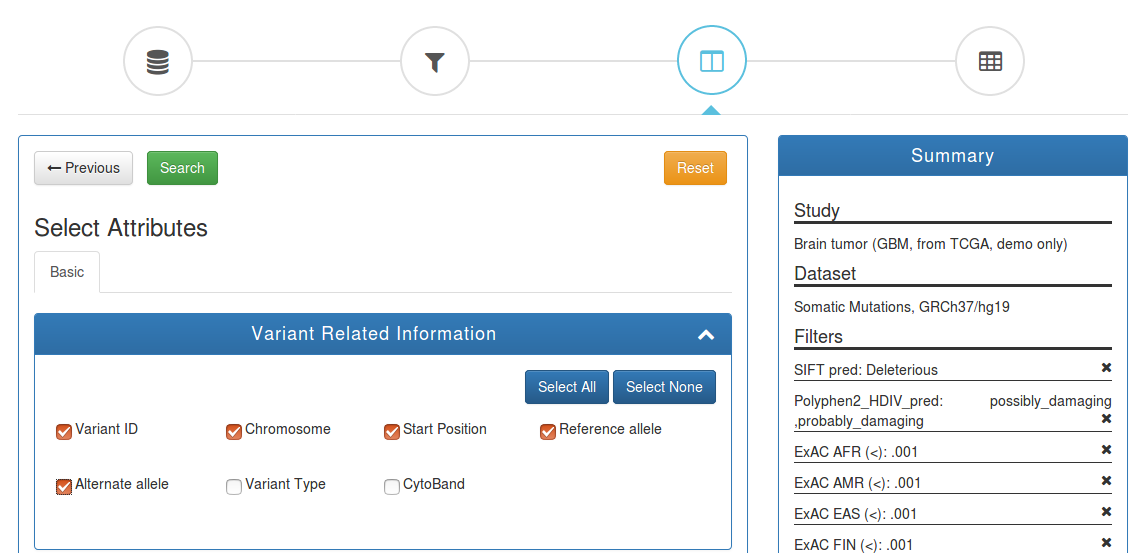 Previous
Search
Reset
Select Attributes
Basic
Variant Related Information
Select All
Select None
Variant ID
Chromosome
Start Position
Reference allele
Alternate allele
Variant Type
CytoBand
Summary
Study
Brain tumor (GBM, from TCGA, demo only)
Dataset
Somatic Mutations, GRCh37/hg19
Filters
SIFT pred: Deleterious
Polyphen2_HDIV_pred: possibly_damaging
,probably_damaging
ExAC AFR (<): .001
ExAC AMR (<): .001
ExAC EAS (<): .001
ExAC FIN (<): .001